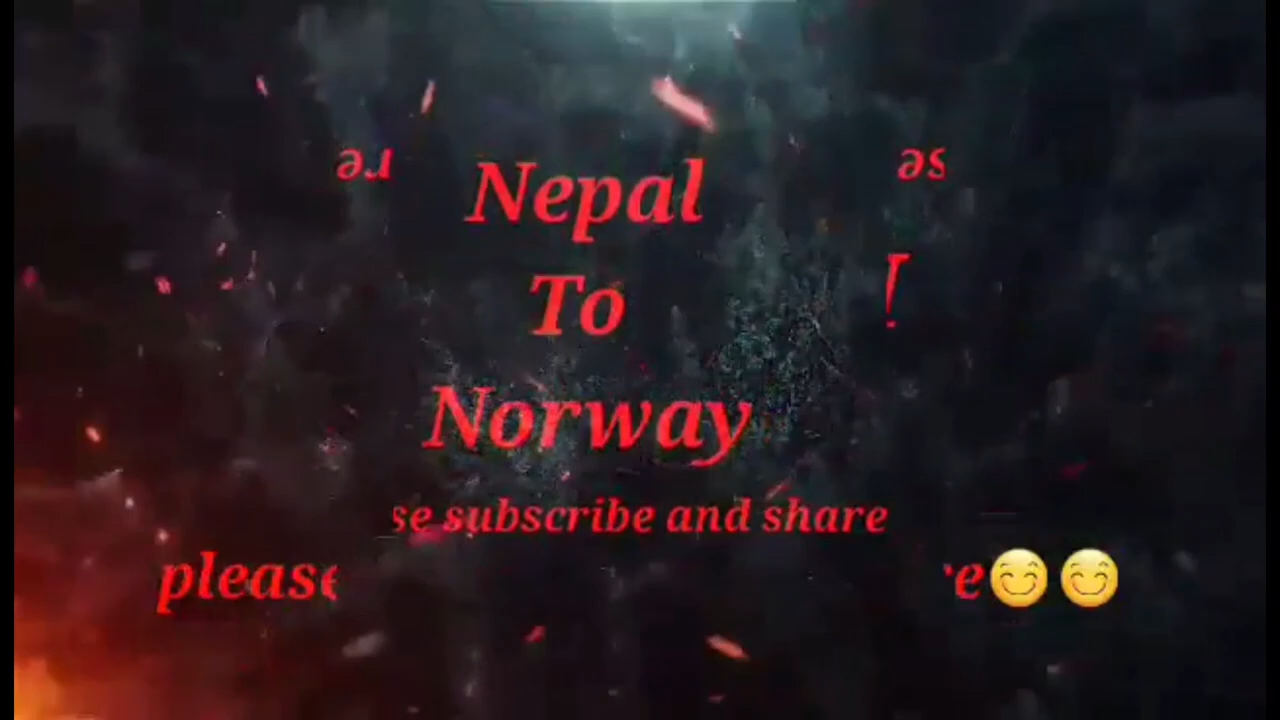 Nepal
To
Norway
se subscribe and share
please e😊😊